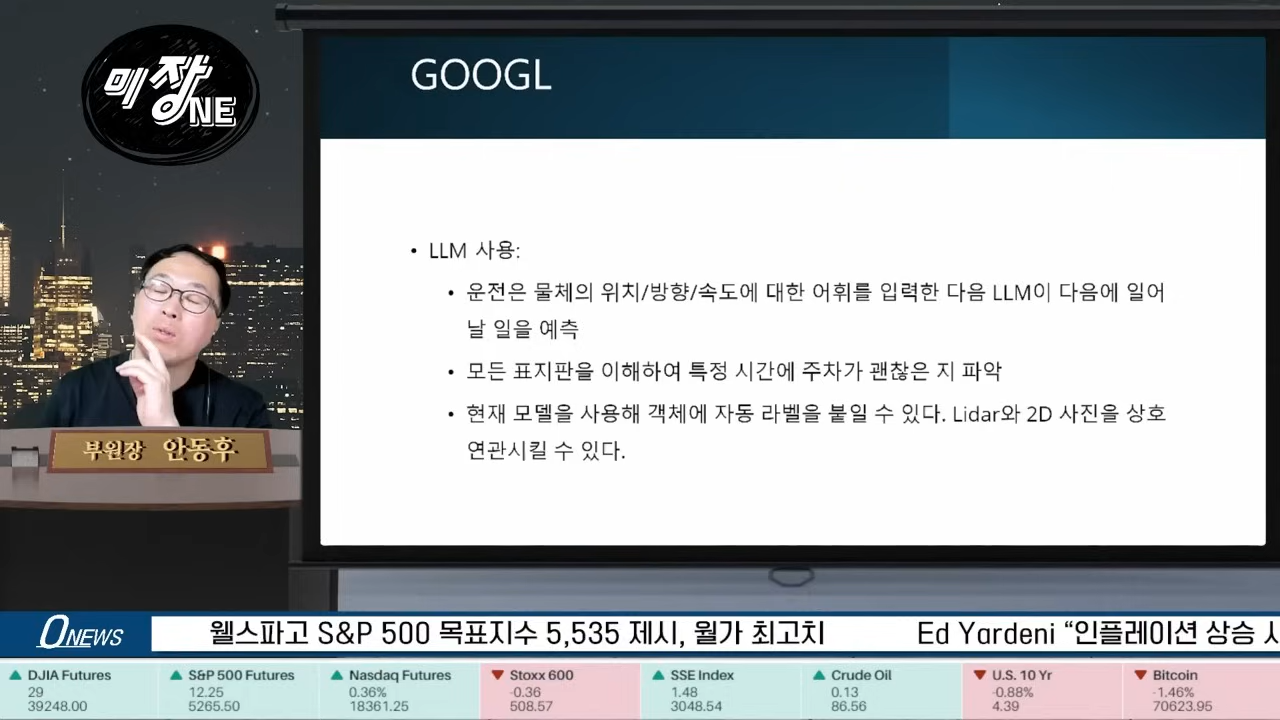 미장
NE
GOOGL
• LLM 사용:
• 운전은 물체의 위치/방향/속도에 대한 어휘를 입력한 다음 LLM이 다음에 일어
날 일을 예측
• 모든 표지판을 이해하여 특정 시간에 주차가 괜찮은 지 파악
• 현재 모델을 사용해 객체에 자동 라벨을 붙일 수 있다. Lidar와 2D 사진을 상호
연관시킬 수 있다.
부원장 안동후
ONEWS 웰스파고 S&P 500 목표지수 5,535 제시, 월가 최고치 Ed Yardeni “인플레이션 상승 시
▲ DJIA Futures
29
39248.00
▲ S&P 500 Futures
12.25
5265.50
▲ Nasdaq Futures
0.36%
18361.25
▼ Stoxx 600
-0.36
508.57
▲ SSE Index
1.48
3048.54
▲ Crude Oil
0.13
86.56
▼ U.S. 10 Yr
-0.88%
4.39
▼ Bitcoin
-1.46%
70623.95